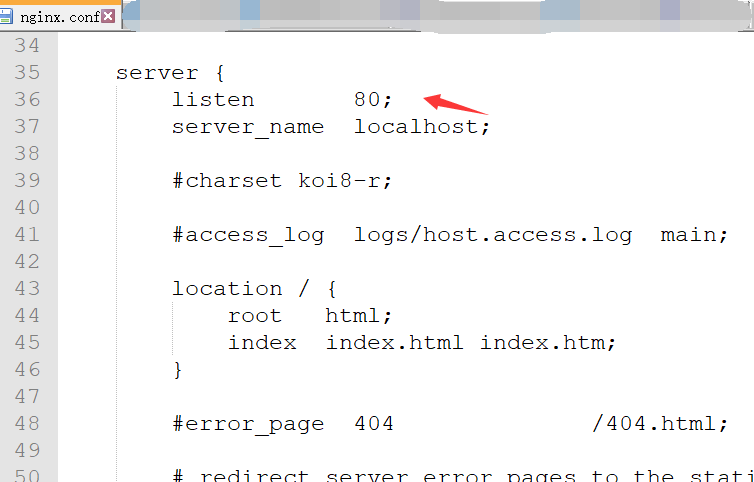 nginx.conf
34
35 server {
36 listen 80;
37 server_name localhost;
38
39 #charset koi8-r;
40
41 #access_log logs/host.access.log main;
42
43 location / {
44 root html;
45 index index.html index.htm;
46 }
47
48 #error_page 404 /404.html;
49
50 # redirect server error pages to the stati